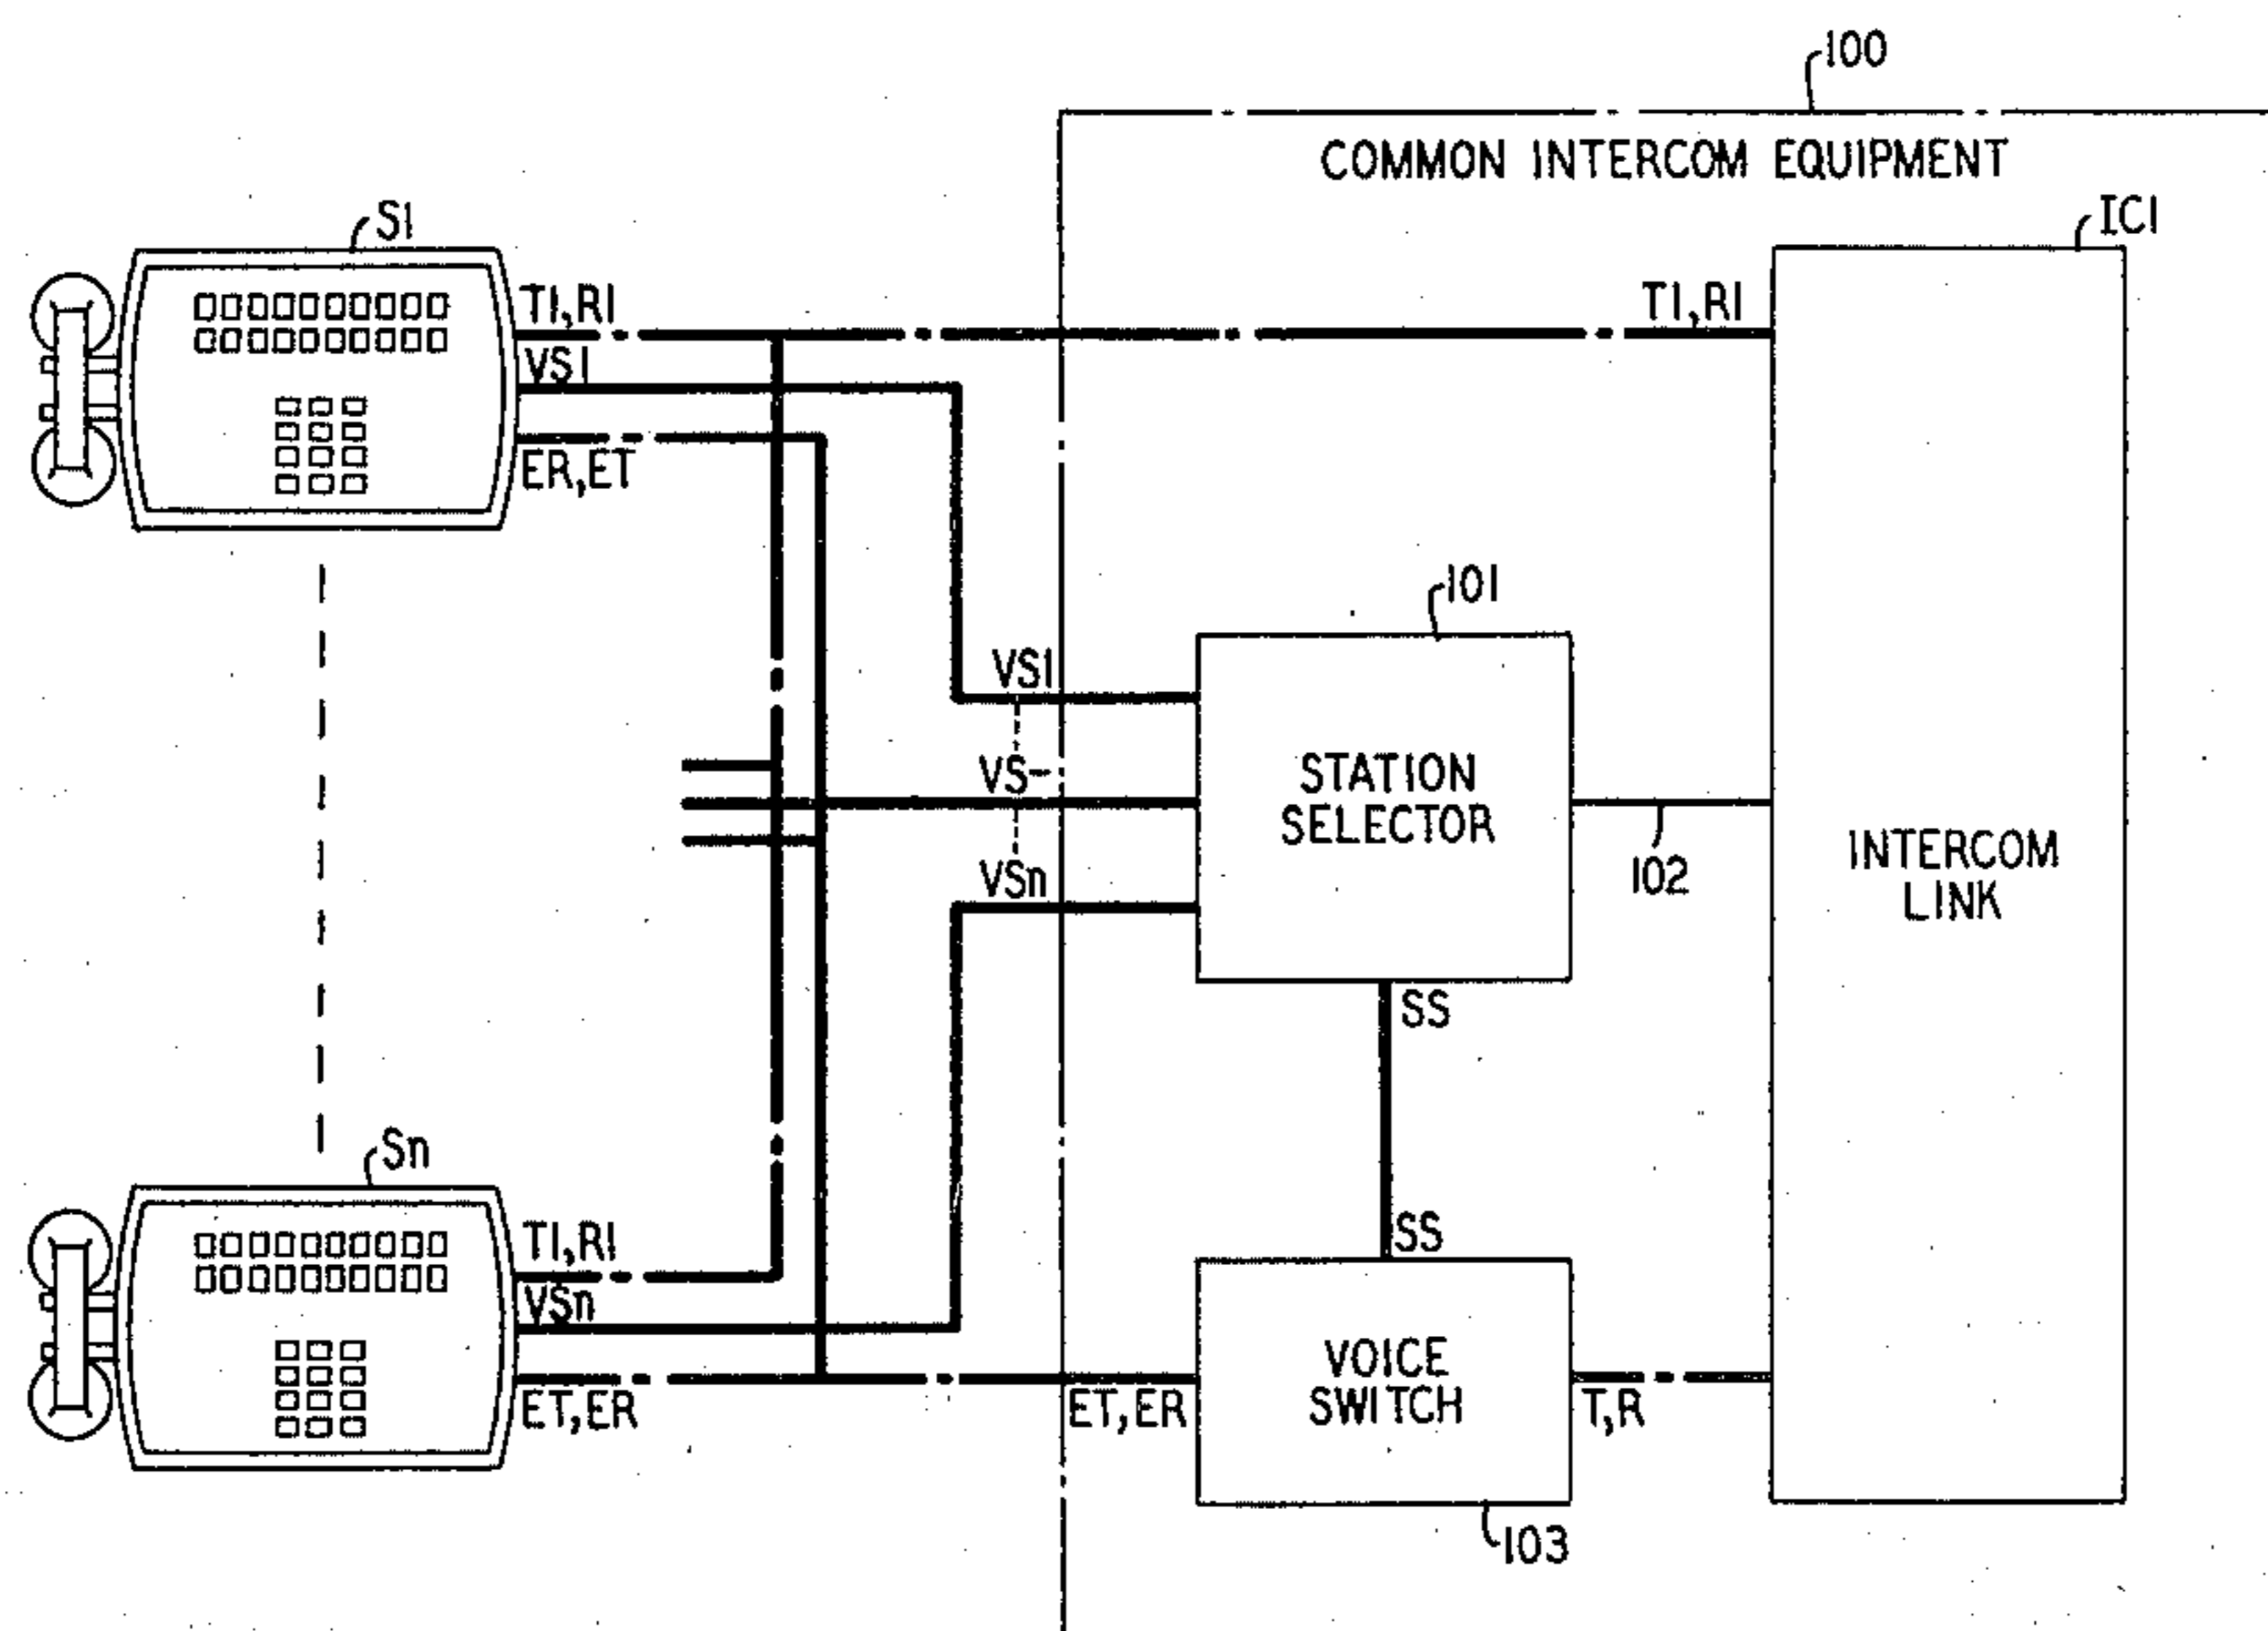 100
COMMON INTERCOM EQUIPMENT
S1
IC1
T1,R1
T1,R1
VS1
ER,ET
101
VS1
VS-
STATION
SELECTOR
102
VSn
INTERCOM
LINK
SS
Sn
SS
T1,R1
VSn
VOICE
SWITCH
ET,ER
ET,ER
T,R
103